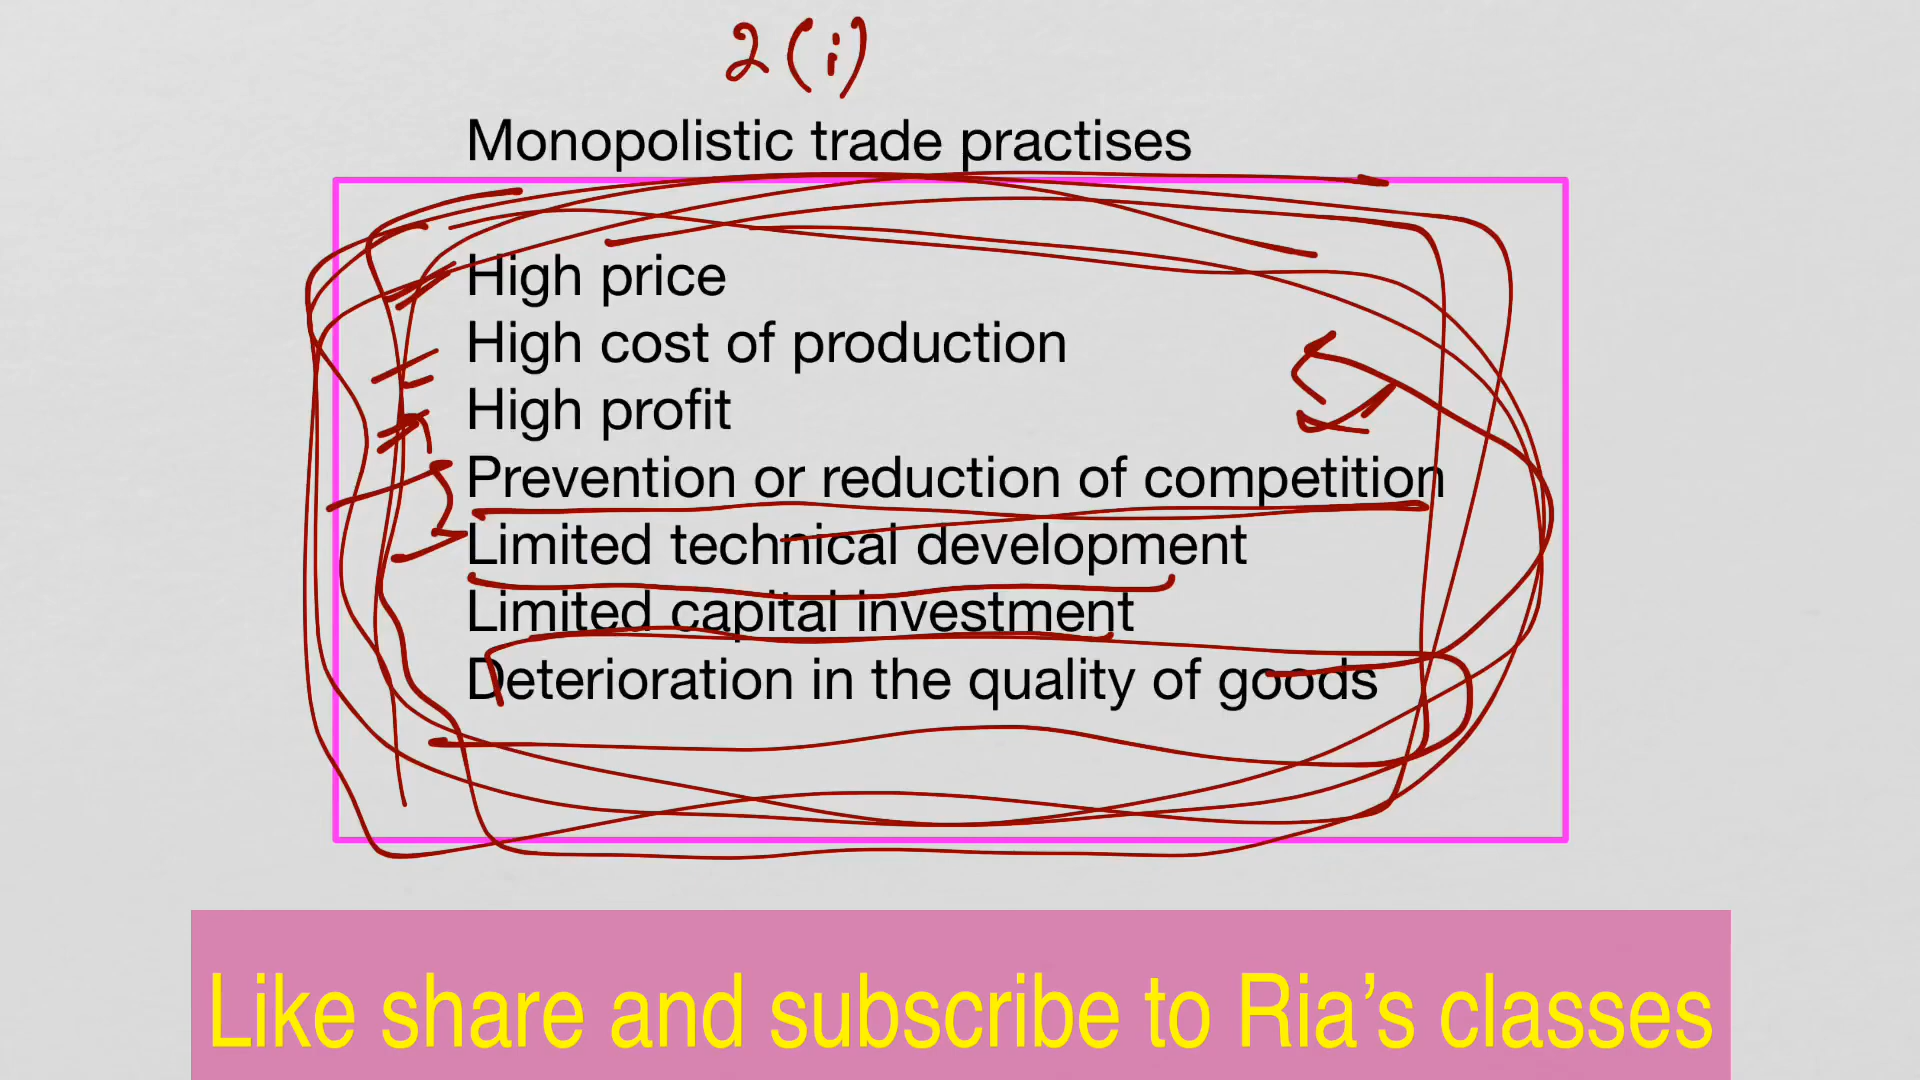 2 (i)
Monopolistic trade practises
High price
High cost of production
High profit
Prevention or reduction of competition
Limited technical development
Limited capital investment
Deterioration in the quality of goods
Like share and subscribe to Ria’s classes